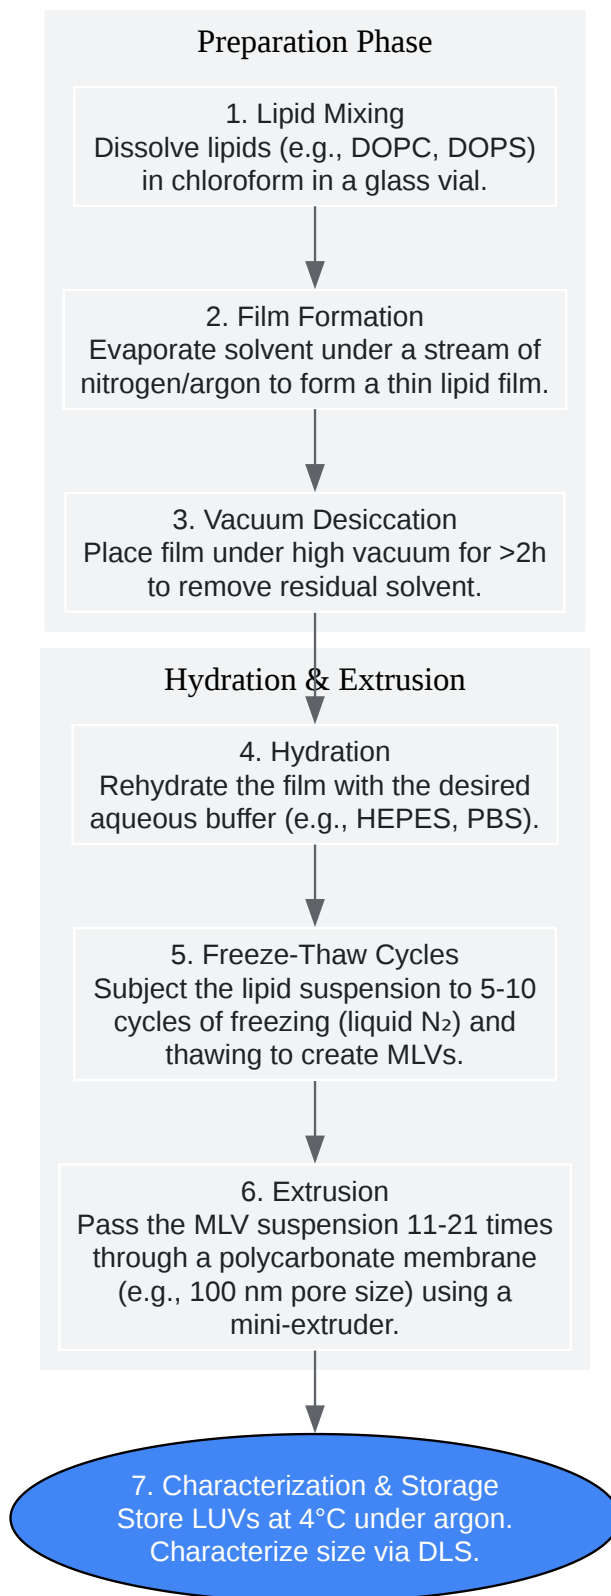 Preparation Phase
1. Lipid Mixing
Dissolve lipids (e.g., DOPC, DOPS)
in chloroform in a glass vial.
2. Film Formation
Evaporate solvent under a stream of
nitrogen/argon to form a thin lipid film.
3. Vacuum Desiccation
Place film under high vacuum for >2h
to remove residual solvent.
Hydration & Extrusion
4. Hydration
Rehydrate the film with the desired
aqueous buffer (e.g., HEPES, PBS).
5. Freeze-Thaw Cycles
Subject the lipid suspension to 5-10
cycles of freezing (liquid N₂) and
thawing to create MLVs.
6. Extrusion
Pass the MLV suspension 11-21 times
through a polycarbonate membrane
(e.g., 100 nm pore size) using a
mini-extruder.
7. Characterization & Storage
Store LUVs at 4°C under argon.
Characterize size via DLS.